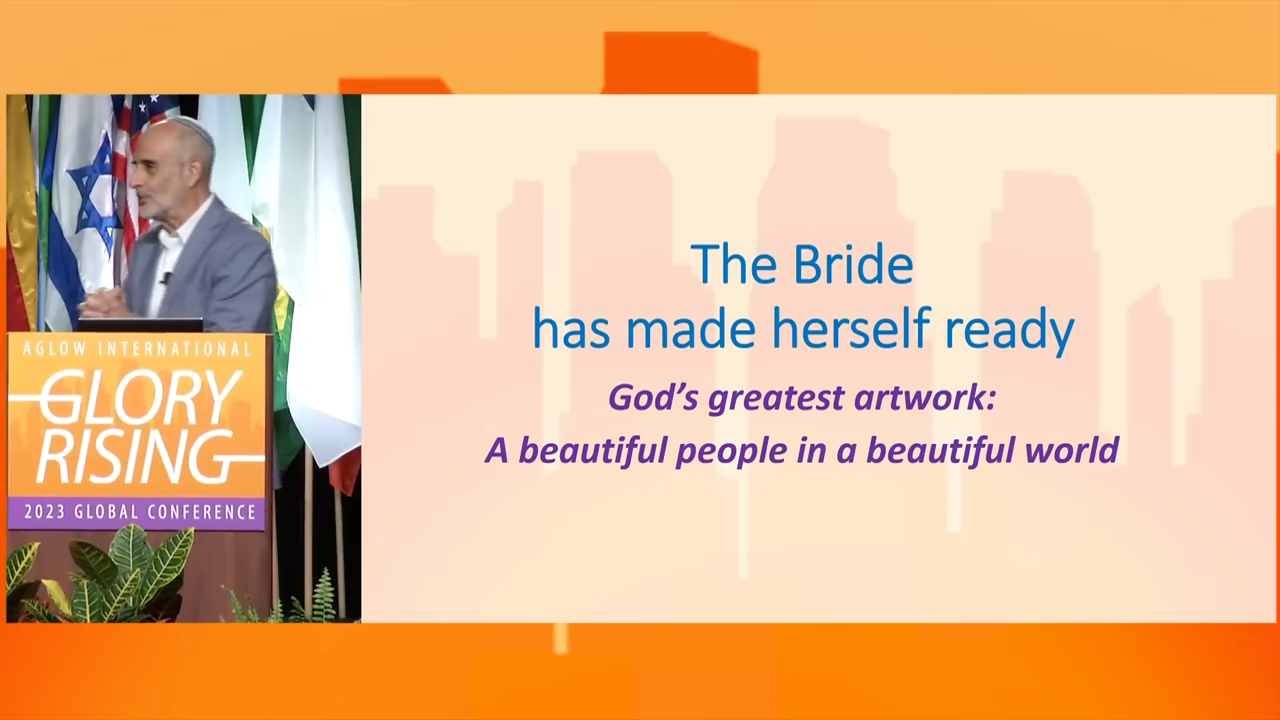 AGLOW INTERNATIONAL
GLORY
RISING
2023 GLOBAL CONFERENCE
The Bride
has made herself ready
God's greatest artwork:
A beautiful people in a beautiful world